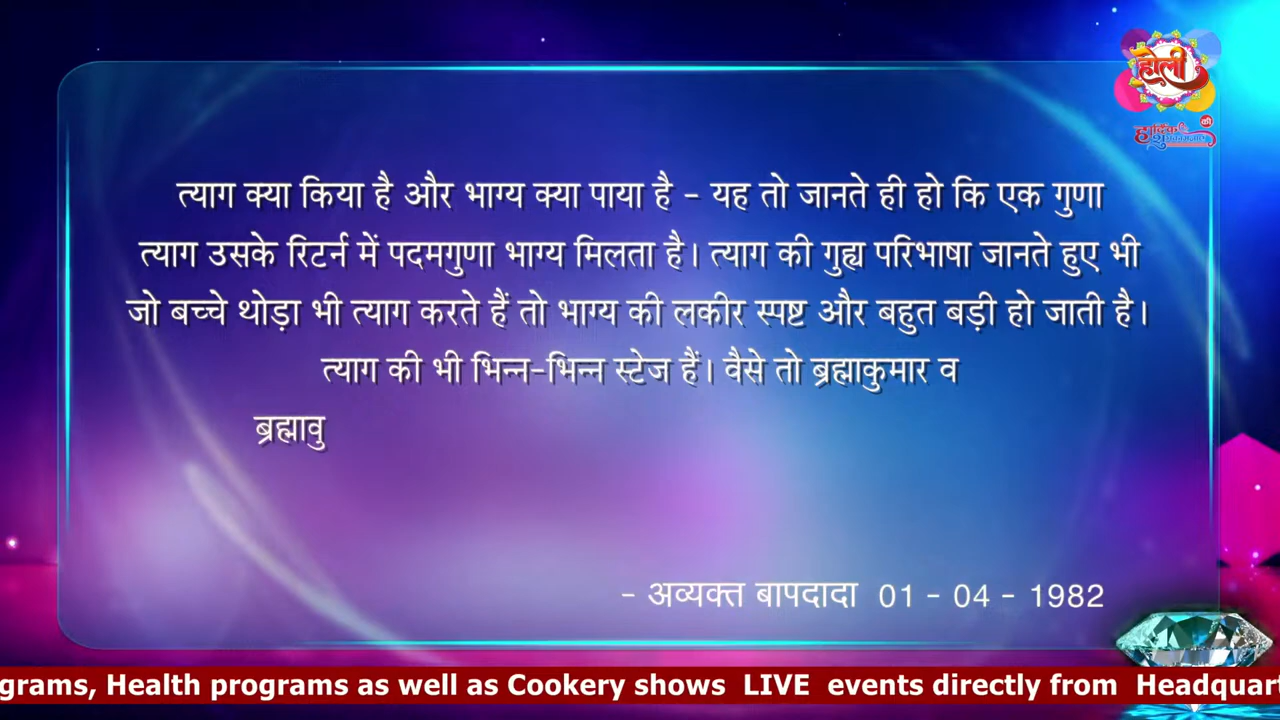 होली
की
हार्दिक
शुभकामनाएं
त्याग क्या किया है और भाग्य क्या पाया है - यह तो जानते ही हो कि एक गुणा
त्याग उसके रिटर्न में पदमगुणा भाग्य मिलता है। त्याग की गुह्य परिभाषा जानते हुए भी
जो बच्चे थोड़ा भी त्याग करते हैं तो भाग्य की लकीर स्पष्ट और बहुत बड़ी हो जाती है।
त्याग की भी भिन्न-भिन्न स्टेज हैं। वैसे तो ब्रह्माकुमार व
ब्रह्मावु
- अव्यक्त बापदादा 01 - 04 - 1982
grams, Health programs as well as Cookery shows LIVE events directly from Headquart